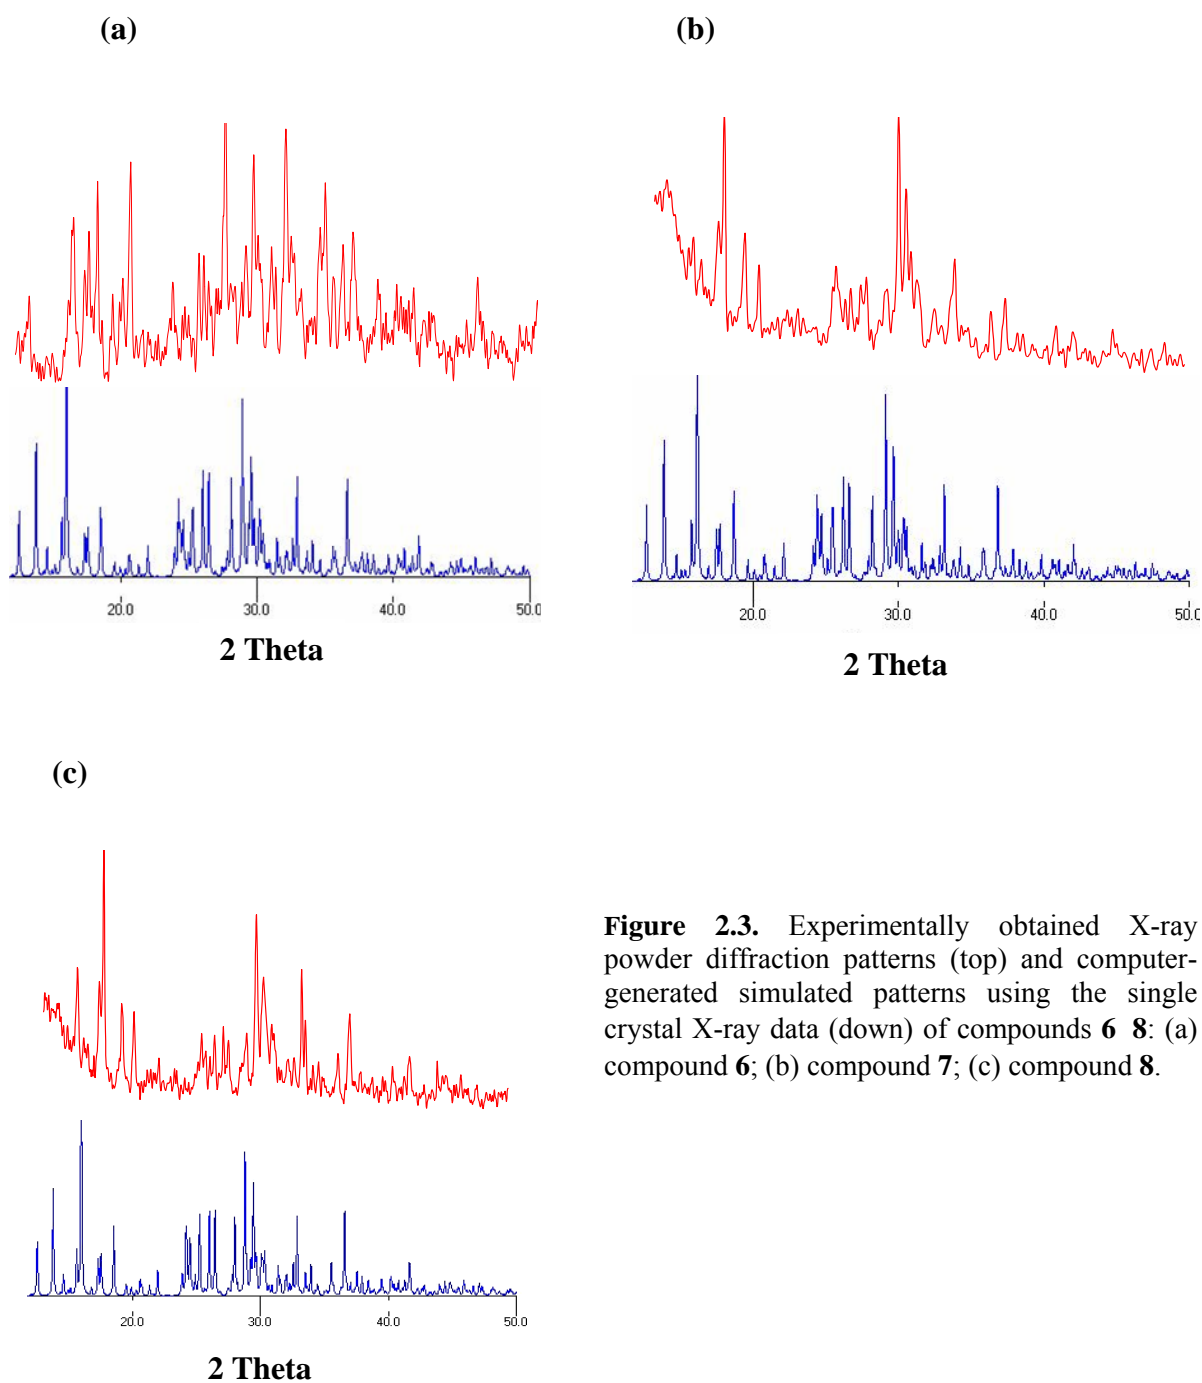 (a)
(b)
20.0 30.0 40.0 50.0
2 Theta
20.0 30.0 40.0 50.0
2 Theta
(c)
20.0 30.0 40.0 50.0
2 Theta
Figure 2.3. Experimentally obtained X-ray
powder diffraction patterns (top) and computer-
generated simulated patterns using the single
crystal X-ray data (down) of compounds 6 8: (a)
compound 6; (b) compound 7; (c) compound 8.